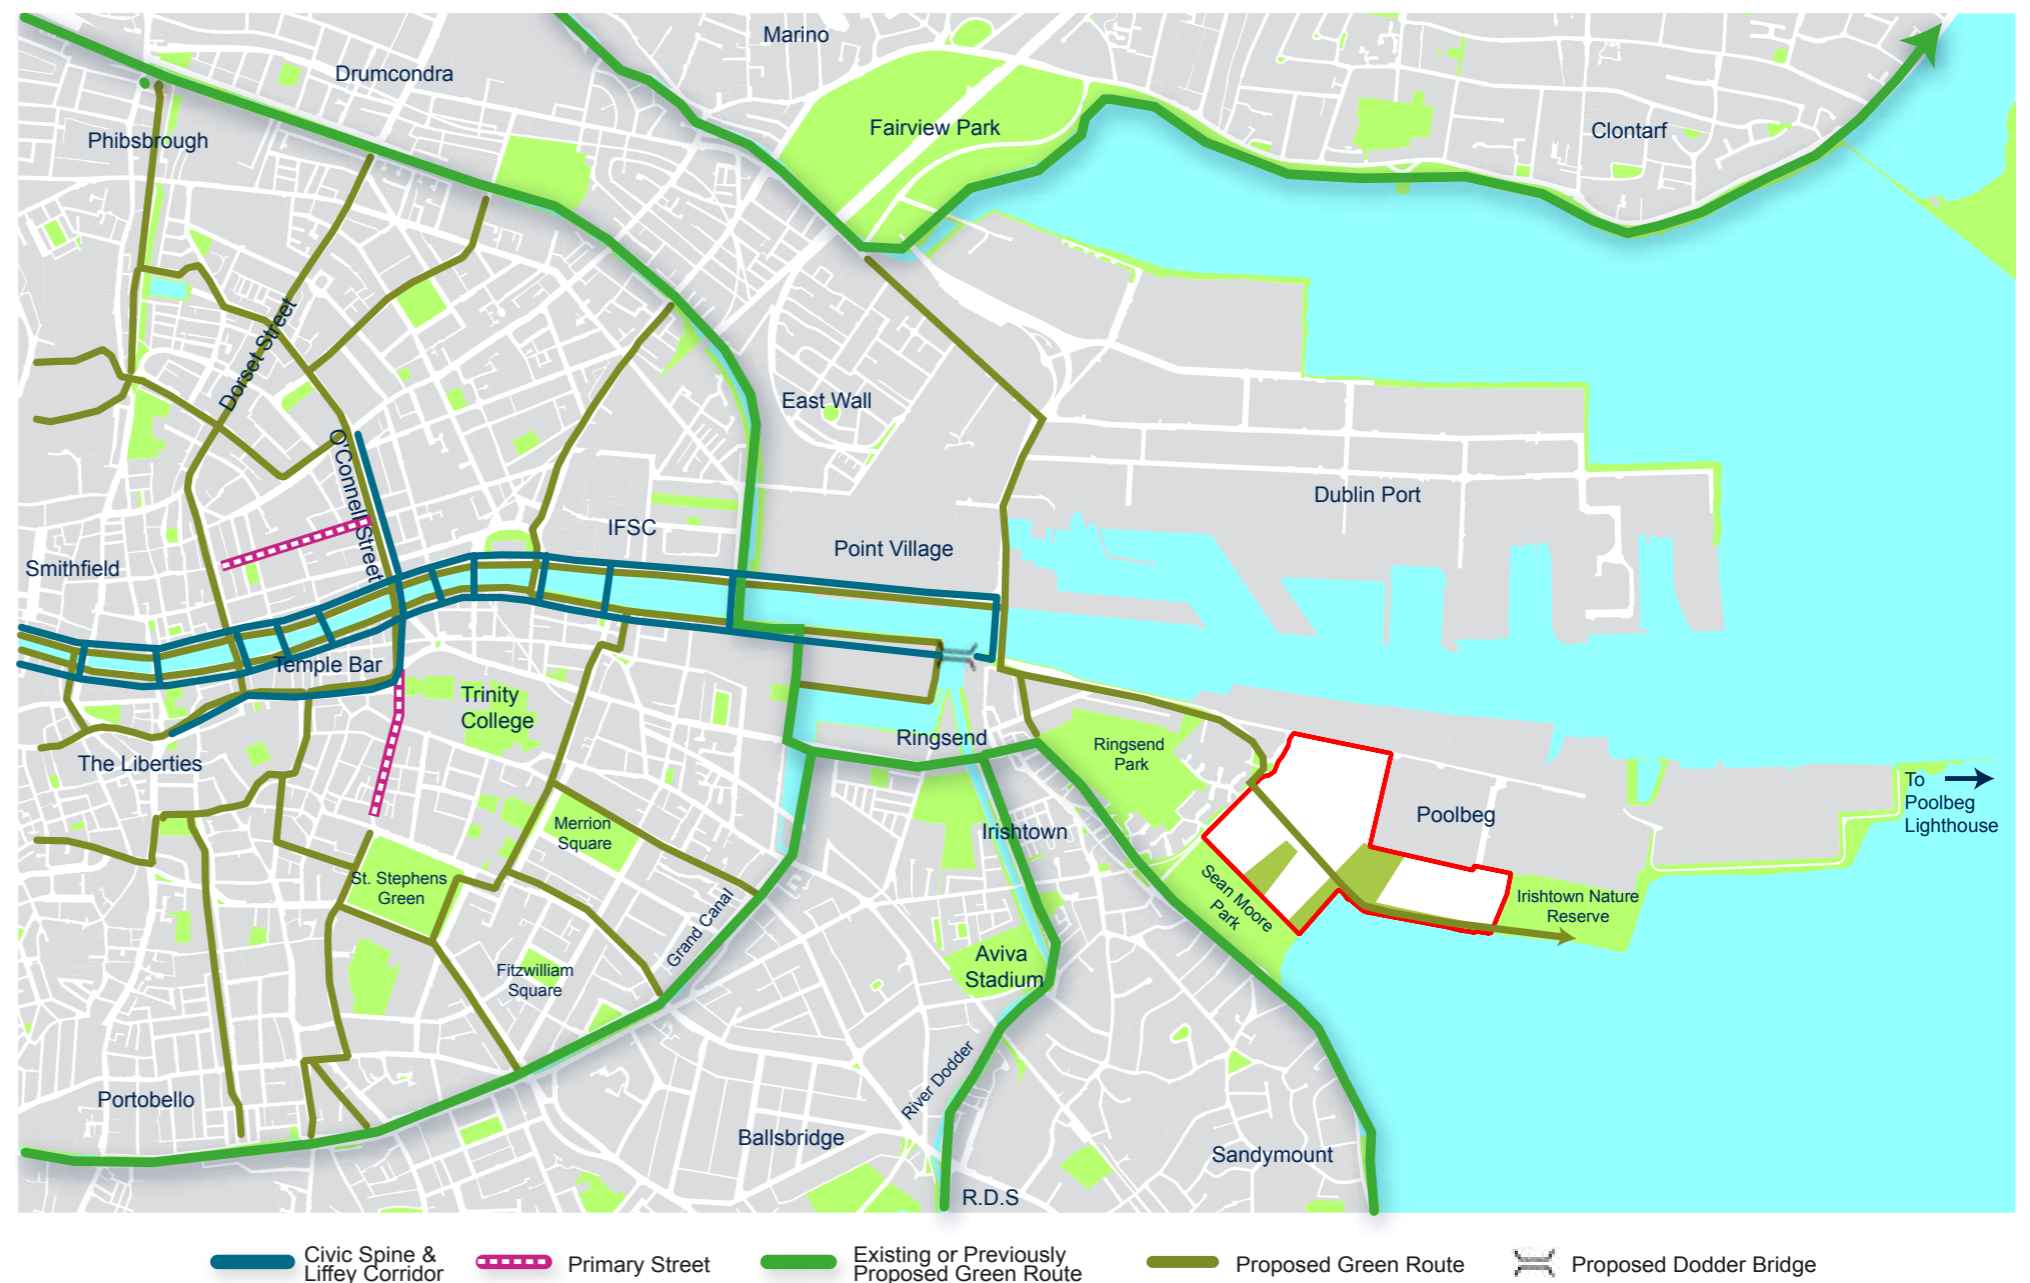 Marino
Drumcondra
Fairview Park
Clontarf
Phibsbrough
Dorset Street
East Wall
O'Connell Street
Dublin Port
IFSC
Point Village
Smithfield
Temple Bar
Trinity
College
Ringsend
Ringsend
Park
The Liberties
To
Poolbeg
Lighthouse
Poolbeg
Merrion
Square
Irishtown
St. Stephens
Green
Sean Moore
Park
Irishtown Nature
Reserve
Grand Canal
Aviva
Stadium
Fitzwilliam
Square
River Dodder
Portobello
Ballsbridge
Sandymount
R.D.S
Civic Spine &
Liffey Corridor
Primary Street
Existing or Previously
Proposed Green Route
Proposed Green Route
Proposed Dodder Bridge